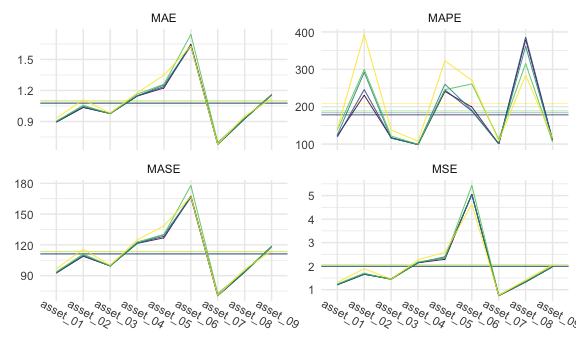 MAE
MAPE
1.5
1.2
0.9
400
300
200
100
MASE
MSE
180
150
120
90
5
4
3
2
1
asset_01
asset_02
asset_03
asset_04
asset_05
asset_06
asset_07
asset_08
asset_09
asset_01
asset_02
asset_03
asset_04
asset_05
asset_06
asset_07
asset_08
asset_09